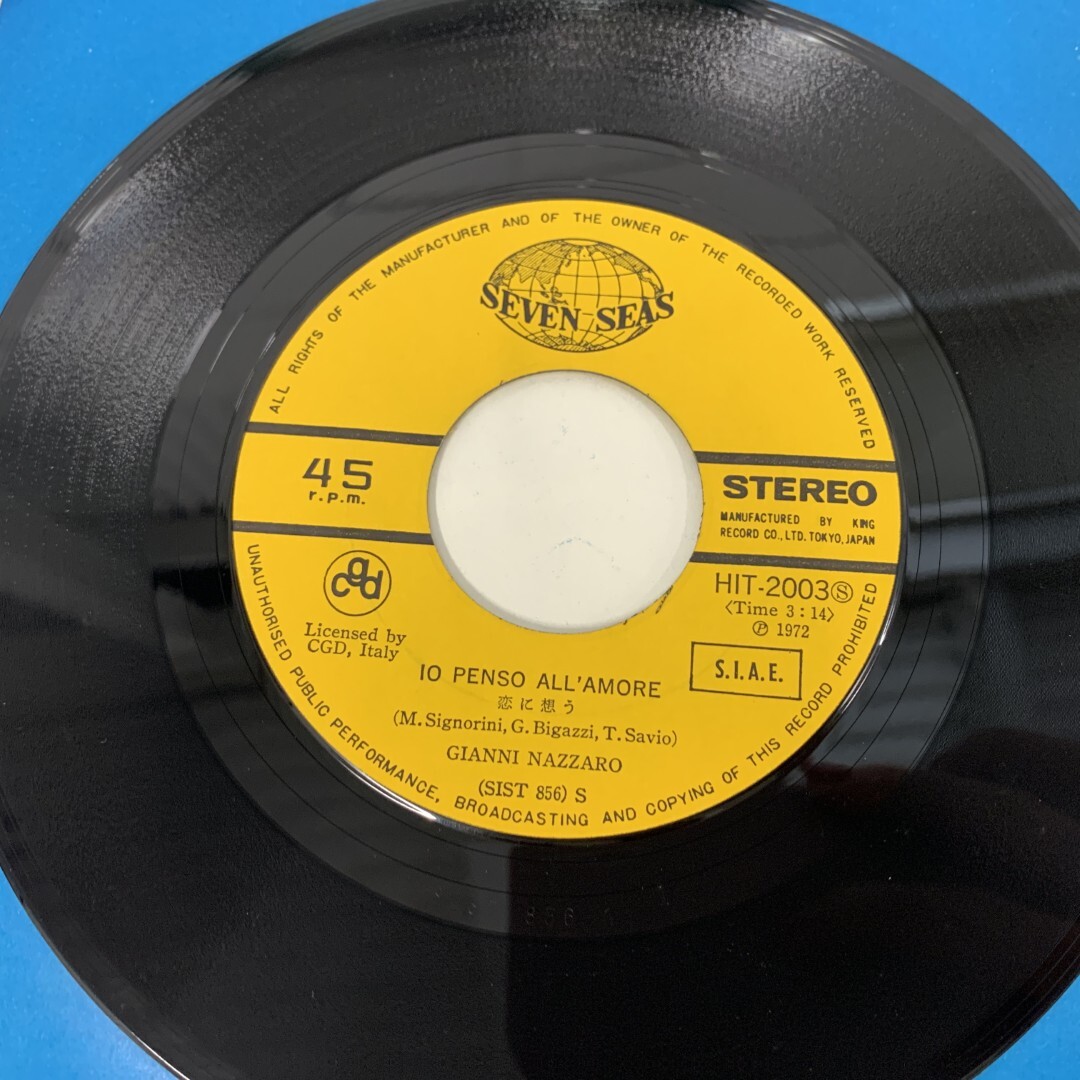 ALL RIGHTS OF THE MANUFACTURER AND OF THE OWNER OF THE RECORDED WORK RESERVED
SEVEN SEAS
45
r.p.m.
STEREO
MANUFACTURED BY KING
RECORD CO., LTD. TOKYO, JAPAN
cgd
Licensed by
CGD, Italy
HIT-2003Ⓢ
〈Time 3:14〉
Ⓟ 1972
S.I.A.E.
IO PENSO ALL'AMORE
恋に想う
(M. Signorini, G. Bigazzi, T. Savio)
GIANNI NAZZARO
(SIST 856) S
UNAUTHORISED PUBLIC PERFORMANCE, BROADCASTING AND COPYING OF THIS RECORD PROHIBITED
856